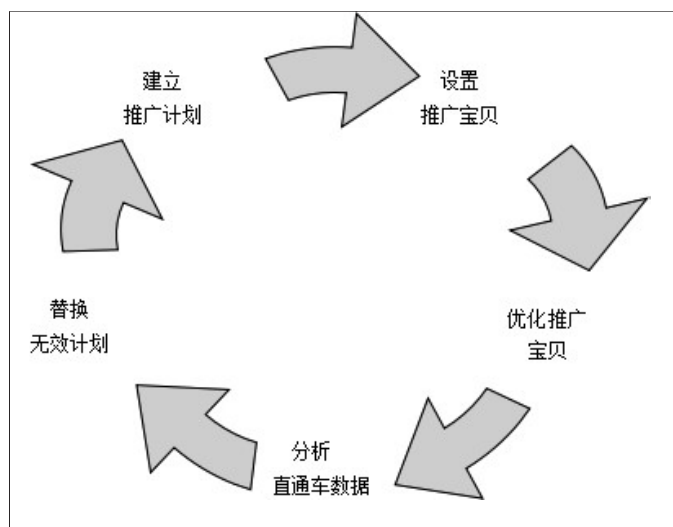 建立
推广计划
设置
推广宝贝
优化推广
宝贝
分析
直通车数据
替换
无效计划